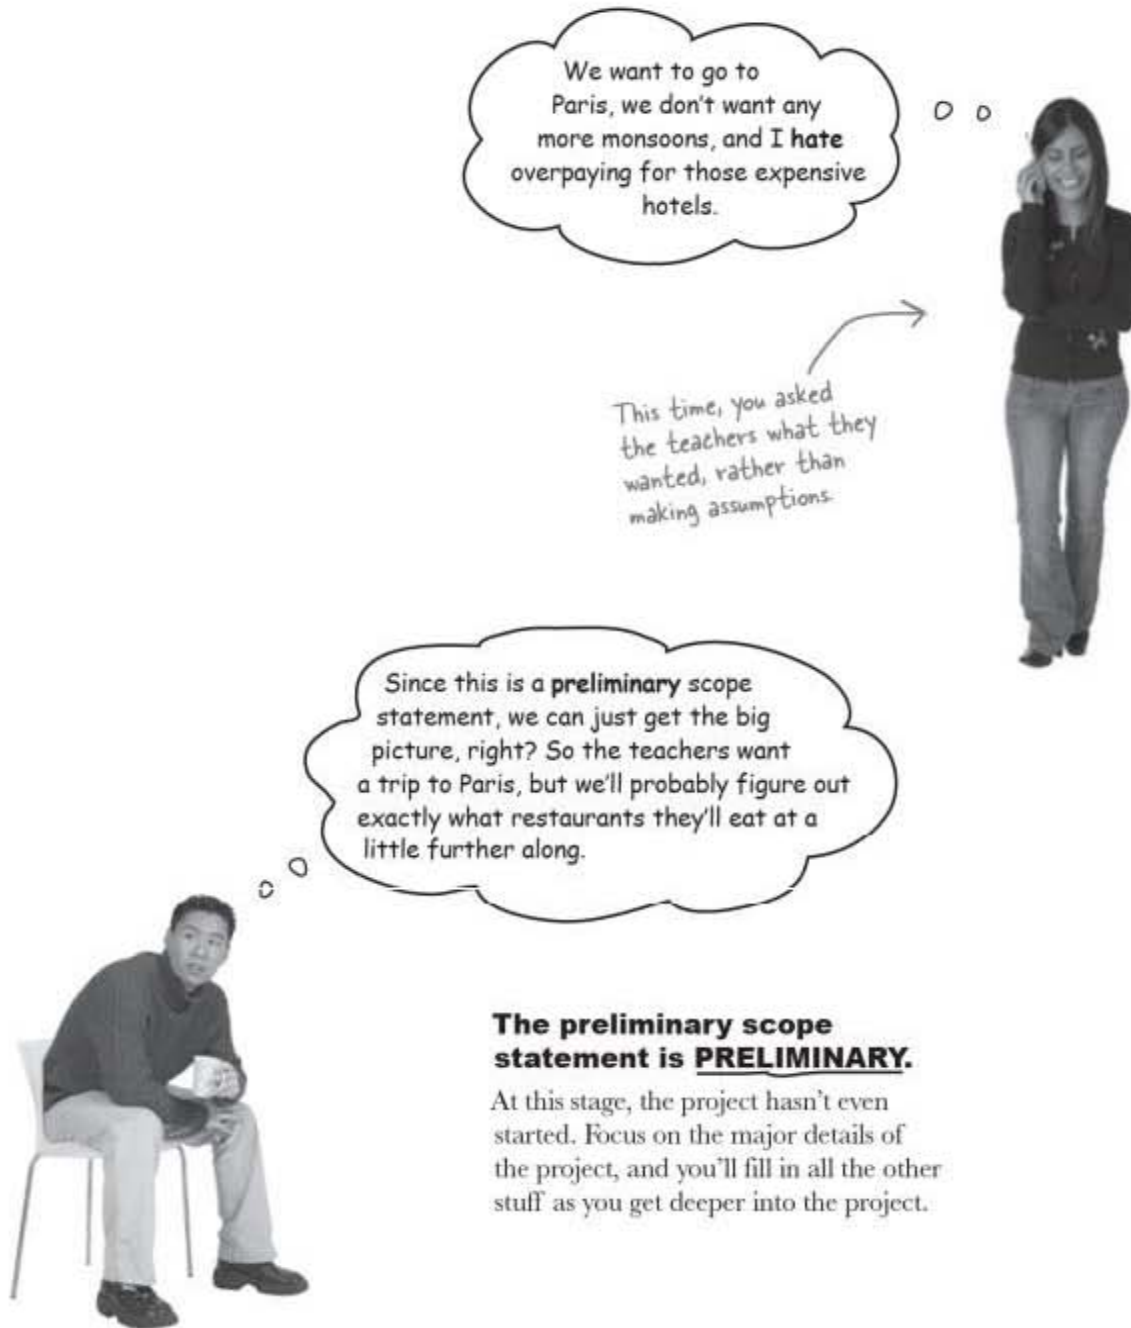 We want to go to
Paris, we don't want any
more monsoons, and I hate
overpaying for those expensive
hotels.
This time, you asked
the teachers what they
wanted, rather than
making assumptions.
Since this is a preliminary scope
statement, we can just get the big
picture, right? So the teachers want
a trip to Paris, but we'll probably figure out
exactly what restaurants they'll eat at a
little further along.
The preliminary scope
statement is PRELIMINARY.
At this stage, the project hasn't even
started. Focus on the major details of
the project, and you'll fill in all the other
stuff as you get deeper into the project.